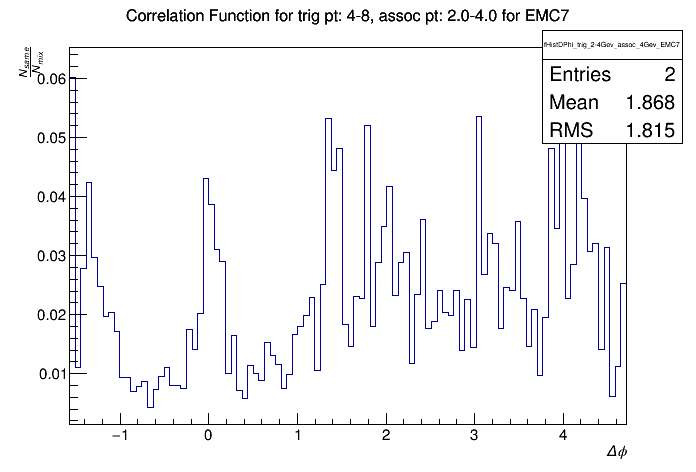 Correlation Function for trig pt: 4-8, assoc pt: 2.0-4.0 for EMC7
fHistDPhi_trig_2-4Gev_assoc_4Gev_EMC7
Entries 2
Mean 1.868
RMS 1.815
N_same
N_mix
0.06
0.05
0.04
0.03
0.02
0.01
−1 0 1 2 3 4
Δϕ